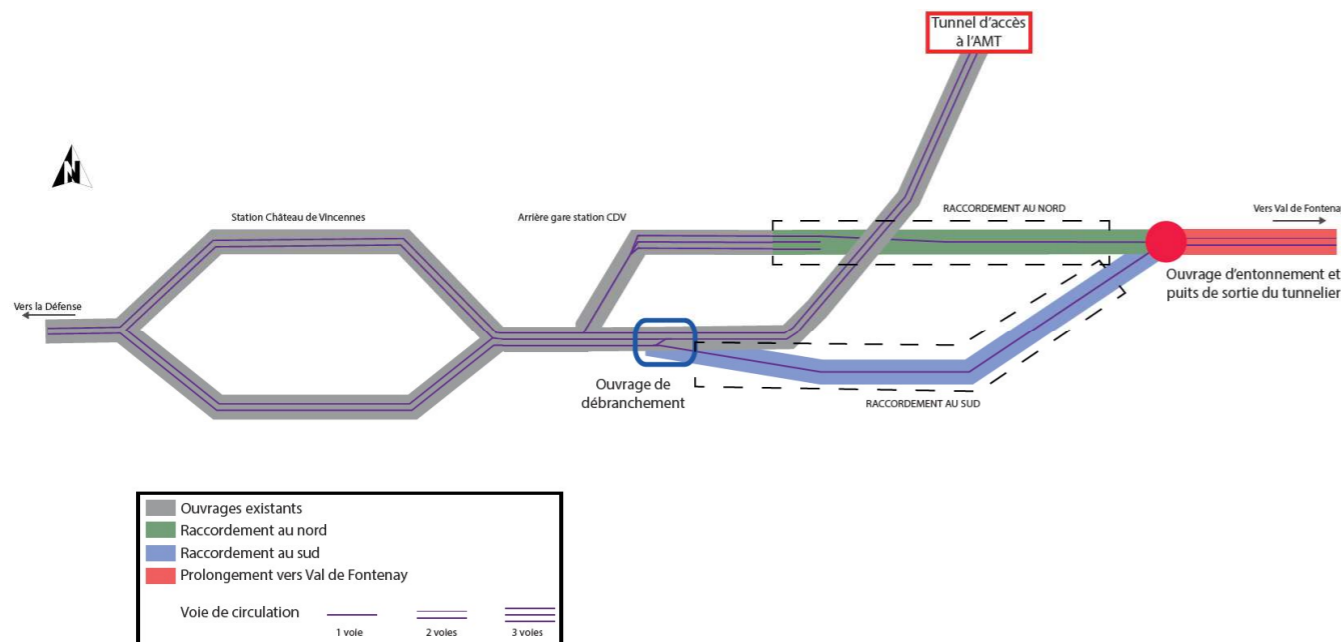 Tunnel d'accès
à l'AMT
N
Station Château de Vincennes
Arrière gare station CDV
RACCORDEMENT AU NORD
Vers Val de Fontena
Vers la Défense
Ouvrage d'entonnement et
puits de sortie du tunnelier
Ouvrage de
débranchement
RACCORDEMENT AU SUD
Ouvrages existants
Raccordement au nord
Raccordement au sud
Prolongement vers Val de Fontenay
Voie de circulation
1 voie 2 voies 3 voies